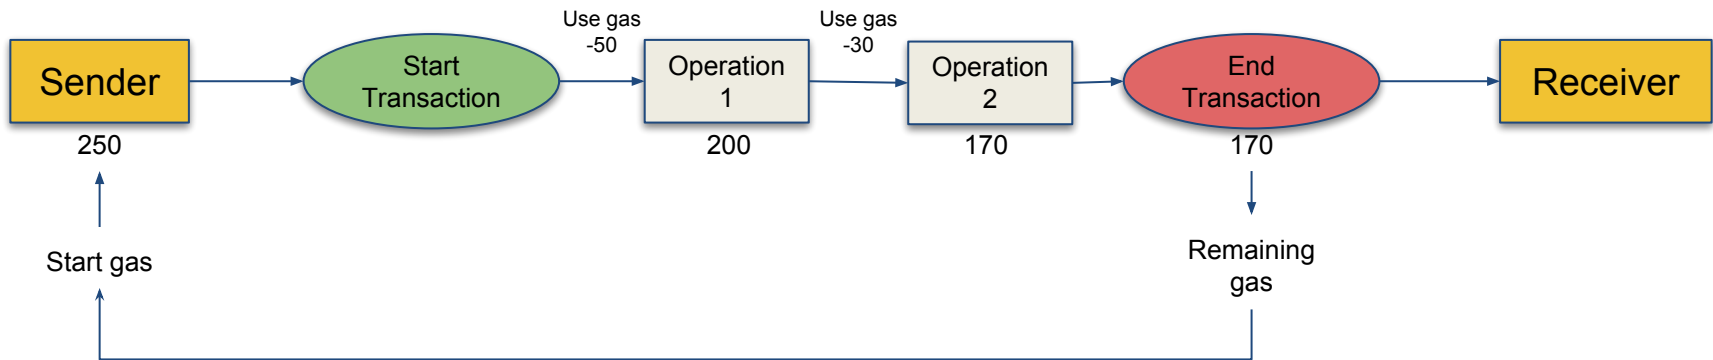 Use gas
-50
Use gas
-30
Sender
Start
Transaction
Operation
1
Operation
2
End
Transaction
Receiver
250
200
170
170
Start gas
Remaining
gas